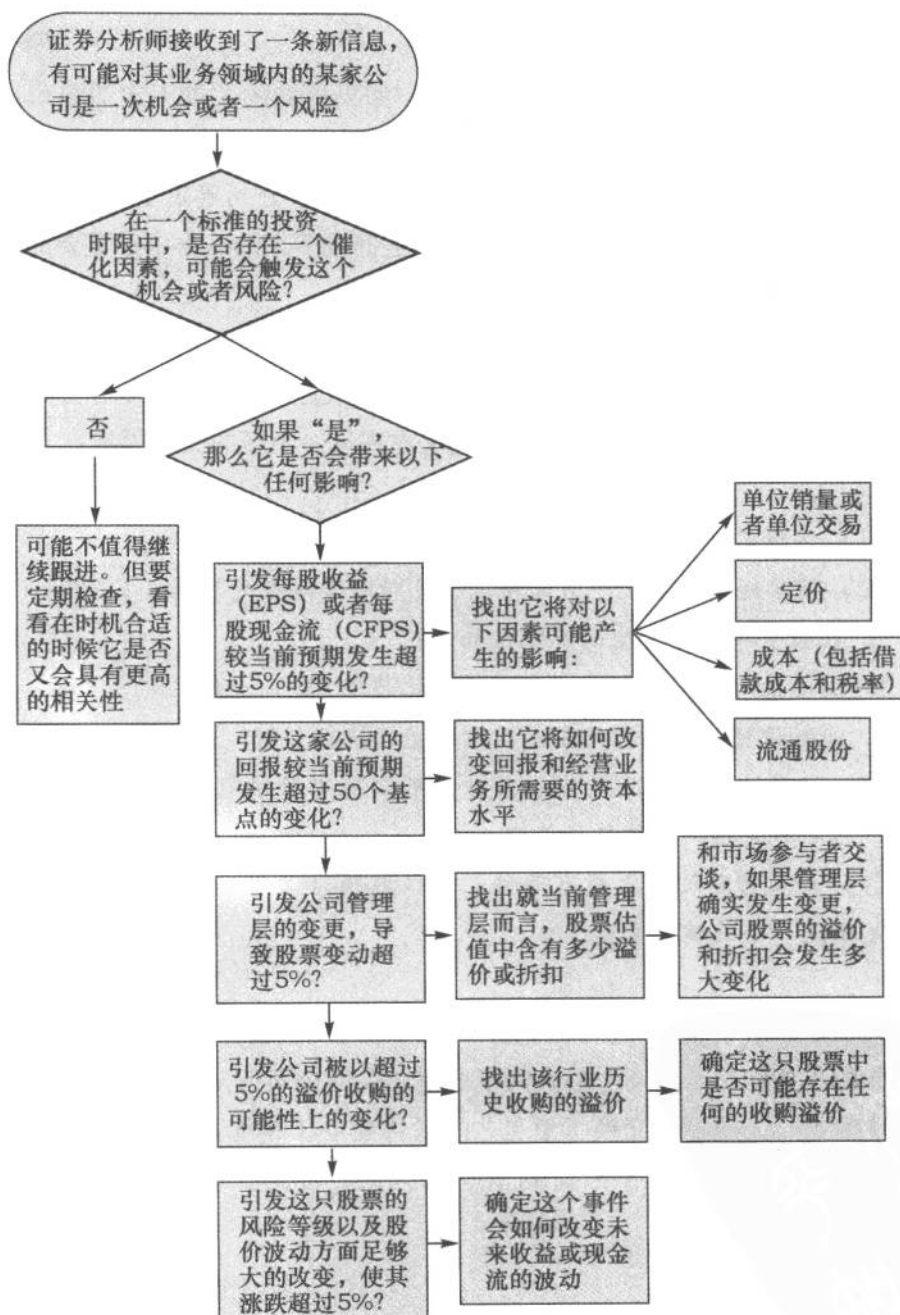 证券分析师接收到了一条新信息，
有可能对其业务领域内的某家公
司是一次机会或者一个风险
在一个标准的投资
时限中，是否存在一个催
化因素，可能会触发这个
机会或者风险？
否
如果“是”，
那么它是否会带来以下
任何影响？
可能不值得继
续跟进。但要
定期检查，看
看在时机合适
的时候它是否
又会具有更高
的相关性
引发每股收益
（EPS）或者每
股现金流（CFPS）
较当前预期发生超
过5%的变化？
找出它将对以
下因素可能产
生的影响：
单位销量或
者单位交易
定价
成本（包括借
款成本和税率）
流通股份
引发这家公司的
回报较当前预期
发生超过50个基
点的变化？
找出它将如何改
变回报和经营业
务所需要的资本
水平
引发公司管理
层的变更，导
致股票变动超
过5%？
找出就当前管理
层而言，股票估
值中含有多少溢
价或折扣
和市场参与者交
谈，如果管理层
确实发生变更，
公司股票的溢价
和折扣会发生多
大变化
引发公司被以超过
5%的溢价收购的
可能性上的变化？
找出该行业历
史收购的溢价
确定这只股票中
是否可能存在任
何的收购溢价
引发这只股票的
风险等级以及股
价波动方面足够
大的改变，使其
涨跌超过5%？
确定这个事件
会如何改变未
来收益或现金
流的波动